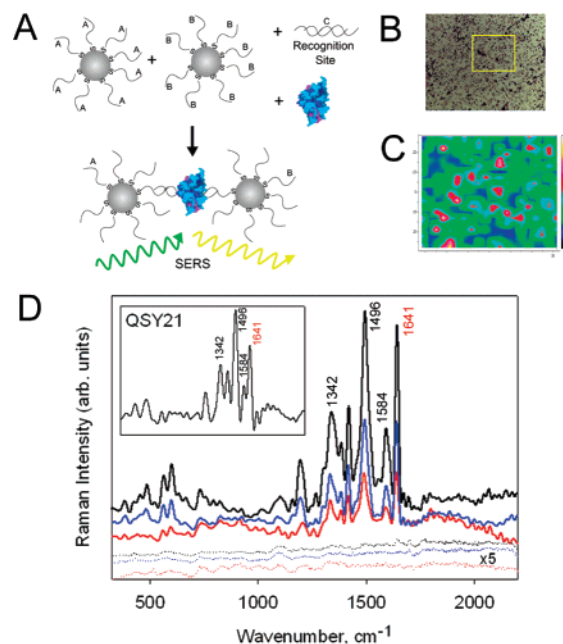 A
A A A A A A A A
B B B B B B B
+
+ C
Recognition
Site
+
A
B
SERS
B
C
D
QSY21
1342
1496
1584
1641
1342
1496
1584
1641
x5
Raman Intensity (arb. units)
500 1000 1500 2000
Wavenumber, cm-1